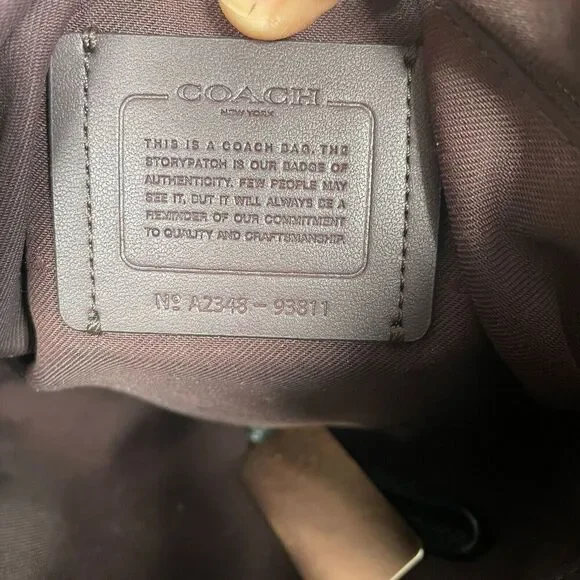 COACH
NEW YORK
THIS IS A COACH BAG. THE
STORYPATCH IS OUR BADGE OF
AUTHENTICITY. FEW PEOPLE MAY
SEE IT, BUT IT WILL ALWAYS BE A
REMINDER OF OUR COMMITMENT
TO QUALITY AND CRAFTSMANSHIP
Nº A2348-93811